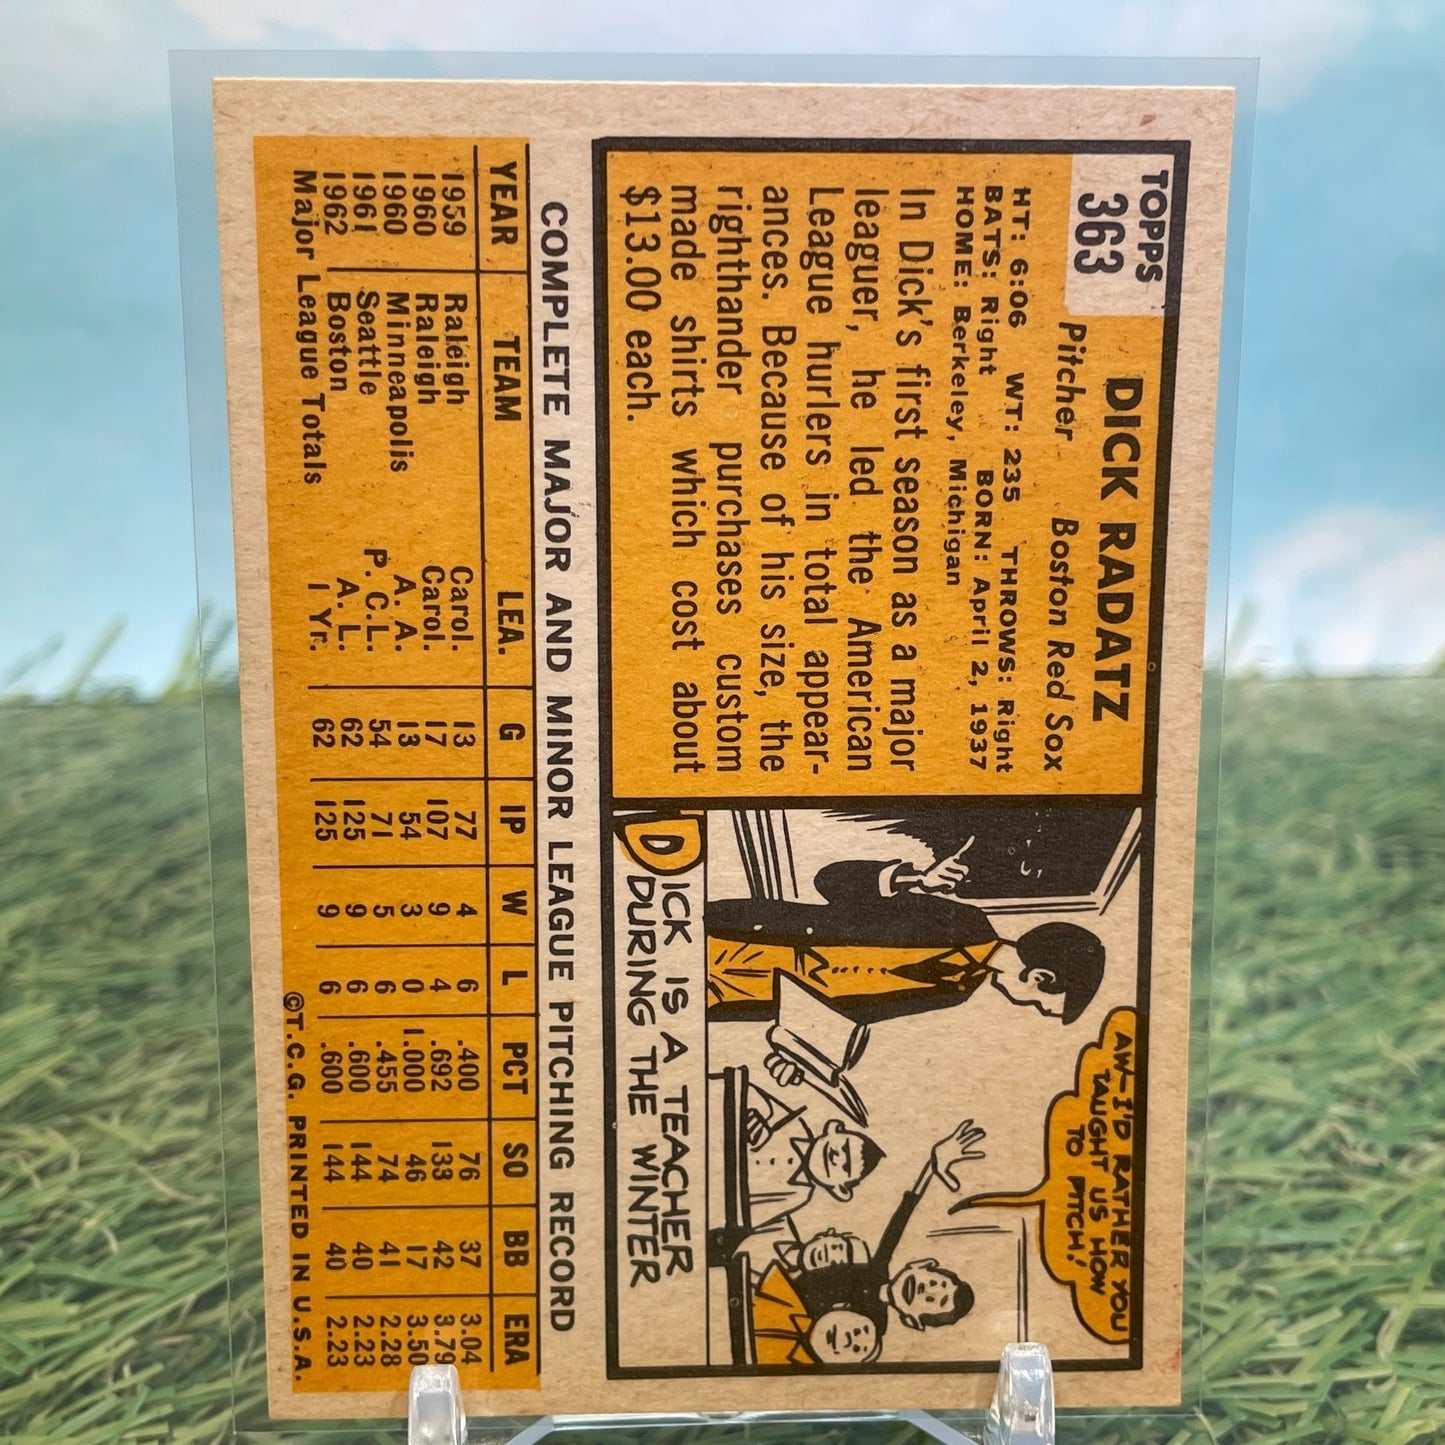 TOPPS
363
DICK RADATZ
Pitcher Boston Red Sox
HT: 6:06 WT: 235 THROWS: Right
BATS: Right BORN: April 2, 1937
HOME: Berkeley, Michigan
In Dick's first season as a major
leaguer, he led the American
League hurlers in total appear-
ances. Because of his size, the
righthander purchases custom
made shirts which cost about
$13.00 each.
AW-I'D RATHER YOU
TAUGHT US HOW
TO PITCH!
DICK IS A TEACHER
DURING THE WINTER
COMPLETE MAJOR AND MINOR LEAGUE PITCHING RECORD
YEAR TEAM LEA. G IP W L PCT SO BB ERA
1959 Raleigh Carol. 13 77 4 6 .400 76 37 3.04
1960 Raleigh Carol. 17 107 9 4 .692 133 42 3.79
1960 Minneapolis A. A. 13 54 3 0 1.000 46 17 3.50
1961 Seattle P. C. L. 54 71 5 6 .455 74 41 2.28
1962 Boston A. L. 62 125 9 6 .600 144 40 2.23
Major League Totals 1 Yr. 62 125 9 6 .600 144 40 2.23
©T.C.G. PRINTED IN U.S.A.